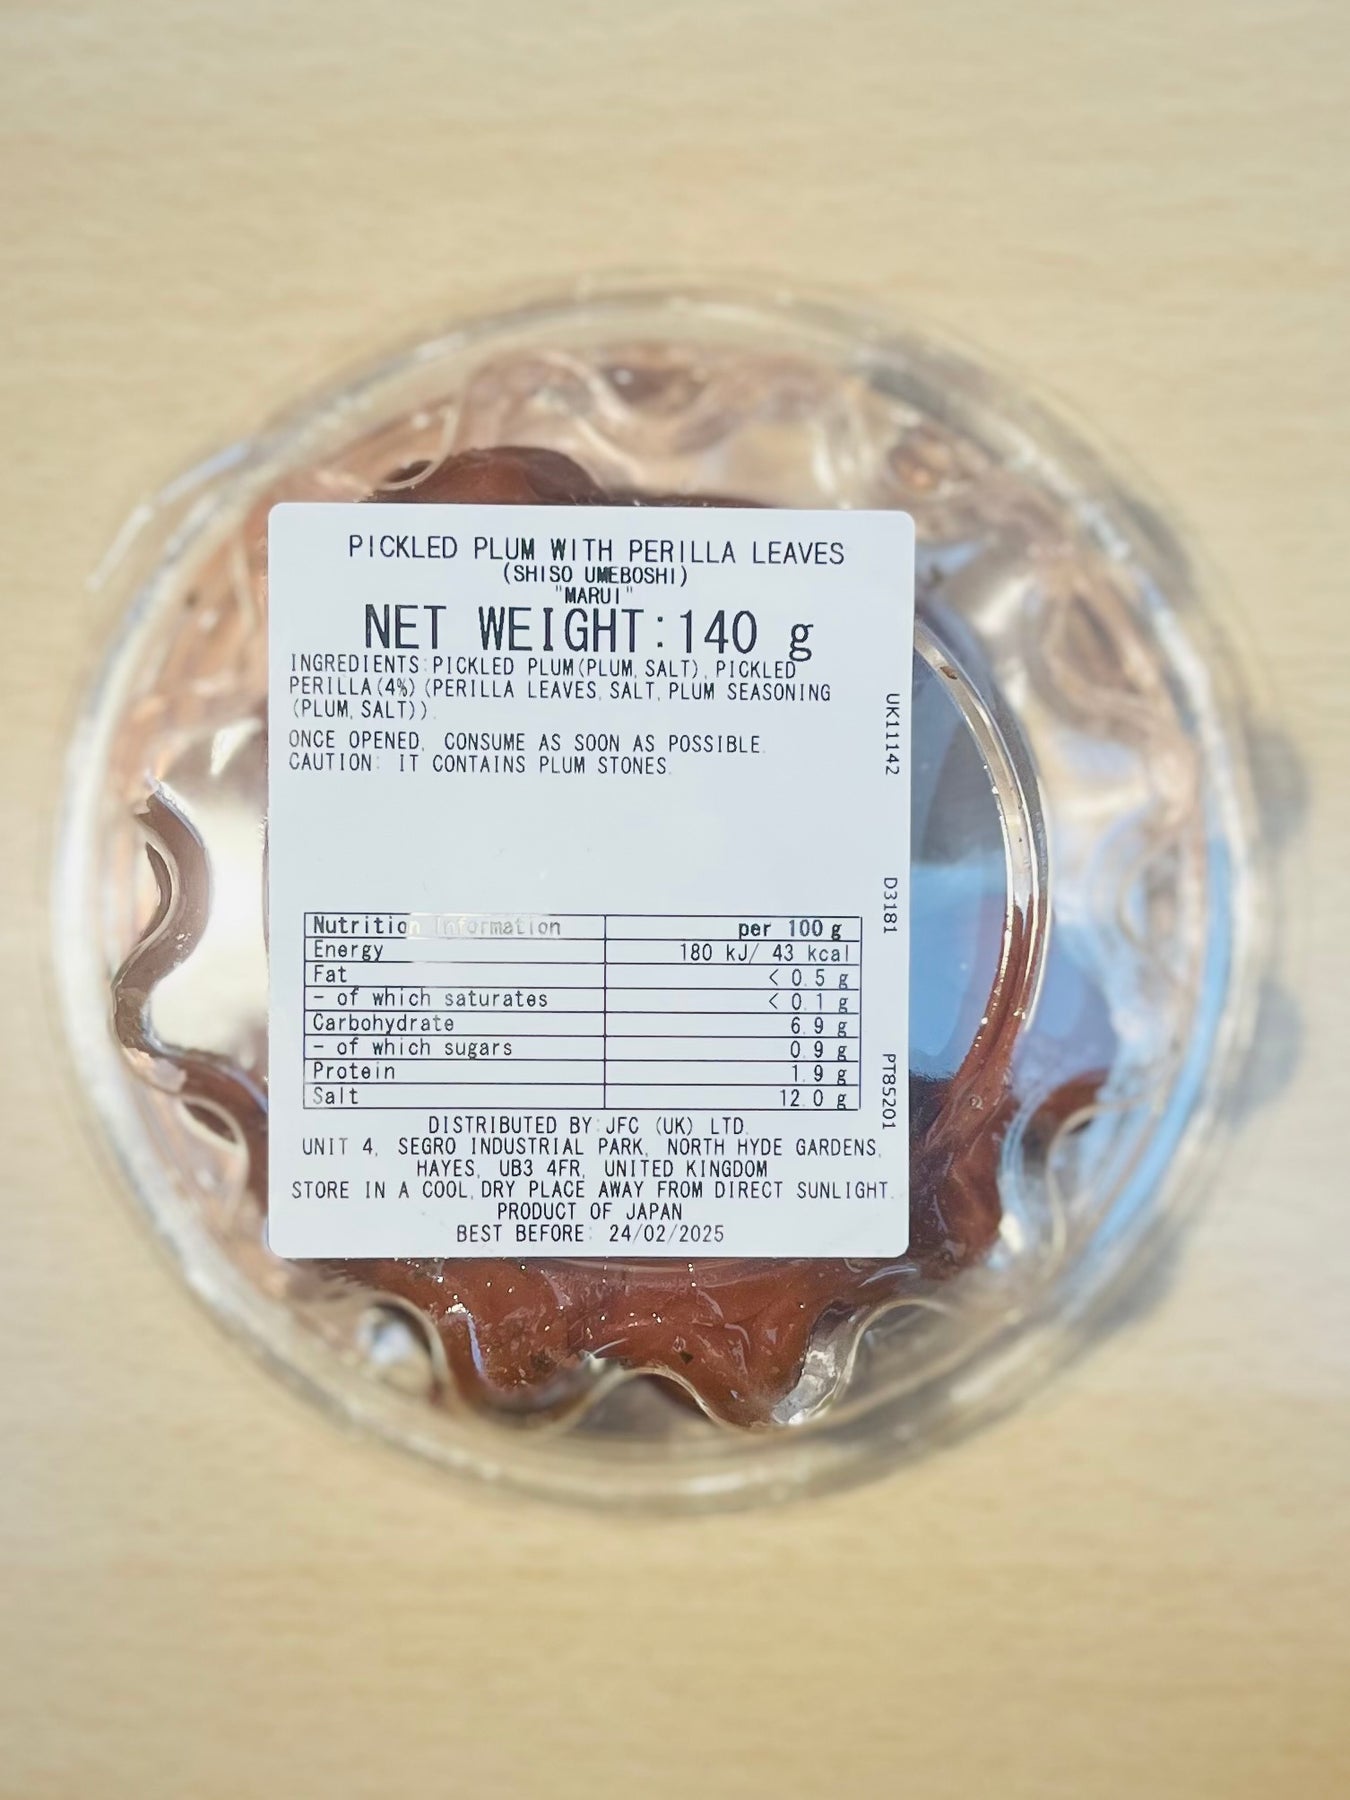 PICKLED PLUM WITH PERILLA LEAVES
(SHISO UMEBOSHI)
"MARUI"
NET WEIGHT:140 g
INGREDIENTS:PICKLED PLUM(PLUM, SALT), PICKLED
PERILLA(4%)(PERILLA LEAVES, SALT, PLUM SEASONING
(PLUM, SALT)).
ONCE OPENED, CONSUME AS SOON AS POSSIBLE.
CAUTION: IT CONTAINS PLUM STONES.
Nutrition Information per 100 g
Energy 180 kJ/ 43 kcal
Fat < 0.5 g
- of which saturates < 0.1 g
Carbohydrate 6.9 g
- of which sugars 0.9 g
Protein 1.9 g
Salt 12.0 g
DISTRIBUTED BY:JFC (UK) LTD.
UNIT 4, SEGRO INDUSTRIAL PARK, NORTH HYDE GARDENS,
HAYES, UB3 4FR, UNITED KINGDOM
STORE IN A COOL, DRY PLACE AWAY FROM DIRECT SUNLIGHT.
PRODUCT OF JAPAN
BEST BEFORE: 24/02/2025
UK11142 D3181 PT85201